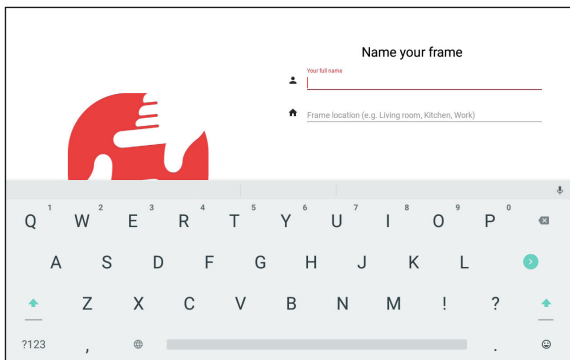 Name your frame
Your full name
Frame location (e.g. Living room, Kitchen, Work)
Q 1 W 2 E 3 R 4 T 5 Y 6 U 7 I 8 O 9 P 0
A S D F G H J K L
Z X C V B N M ! ?
?123 , .